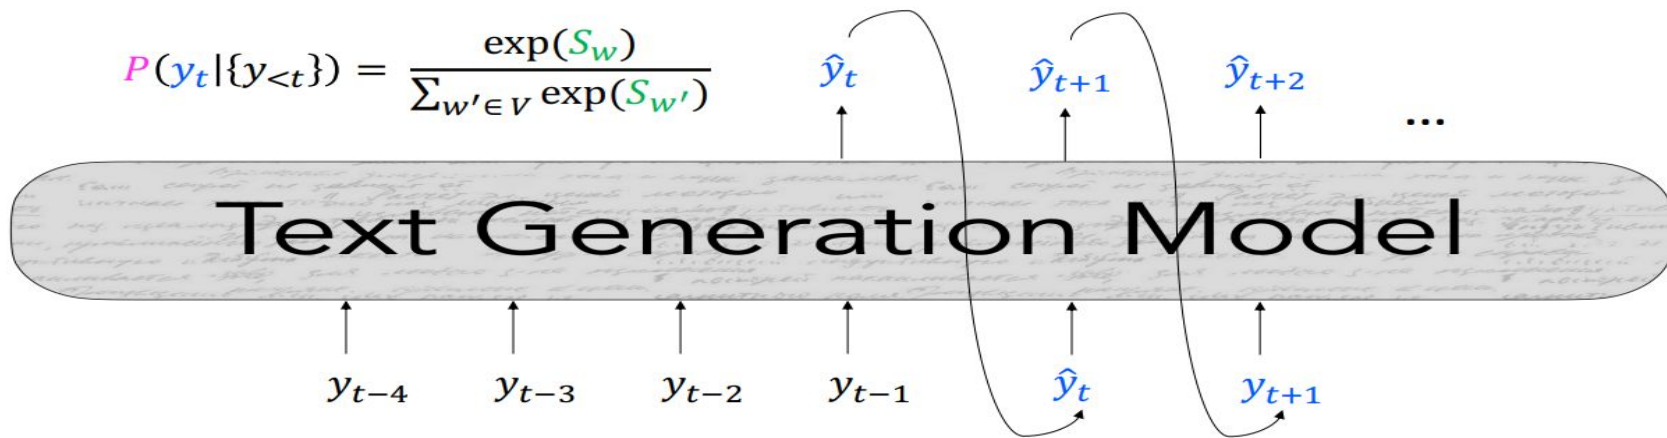 P(y_t|{y_{<t}}) = exp(S_w) / ∑_{w′∈V} exp(S_{w′})
ŷ_t ŷ_{t+1} ŷ_{t+2} ...
Text Generation Model
y_{t−4} y_{t−3} y_{t−2} y_{t−1} ŷ_t y_{t+1}